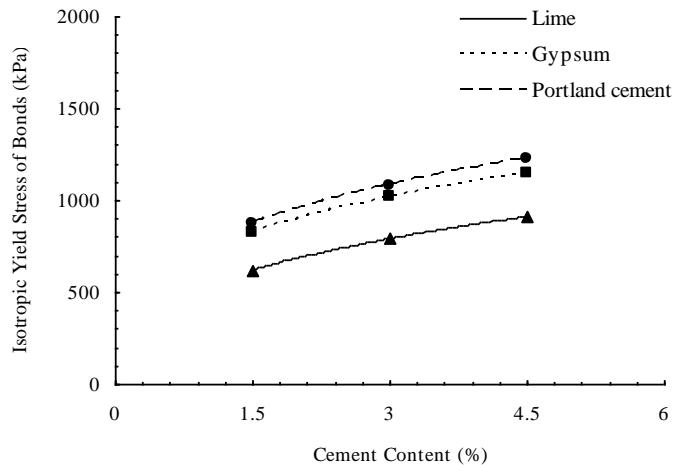 2000
1500
1000
500
0
0
1.5
3
4.5
6
Isotropic Yield Stress of Bonds (kPa)
Cement Content (%)
Lime
Gypsum
Portland cement